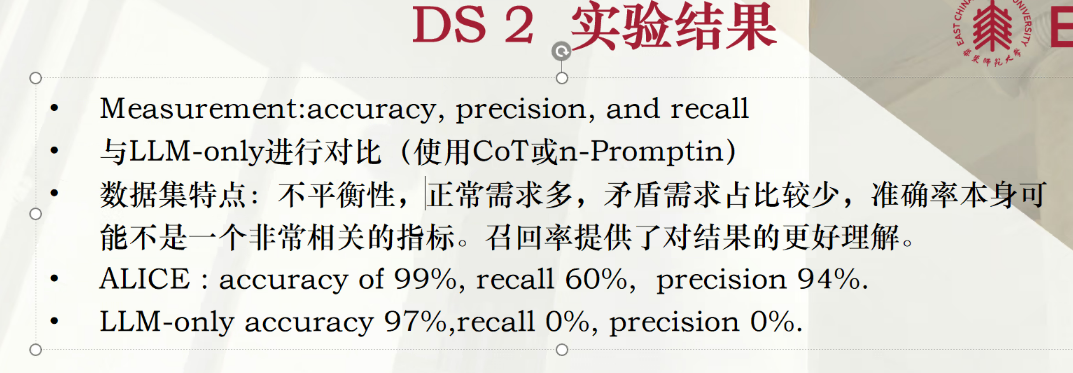 DS 2 实验结果
EAST CHINA UNIVERSITY
华东师范大学
E
• Measurement:accuracy, precision, and recall
• 与LLM-only进行对比（使用CoT或n-Promptin）
• 数据集特点：不平衡性，正常需求多，矛盾需求占比较少，准确率本身可
能不是一个非常相关的指标。召回率提供了对结果的更好理解。
• ALICE : accuracy of 99%, recall 60%, precision 94%.
• LLM-only accuracy 97%,recall 0%, precision 0%.